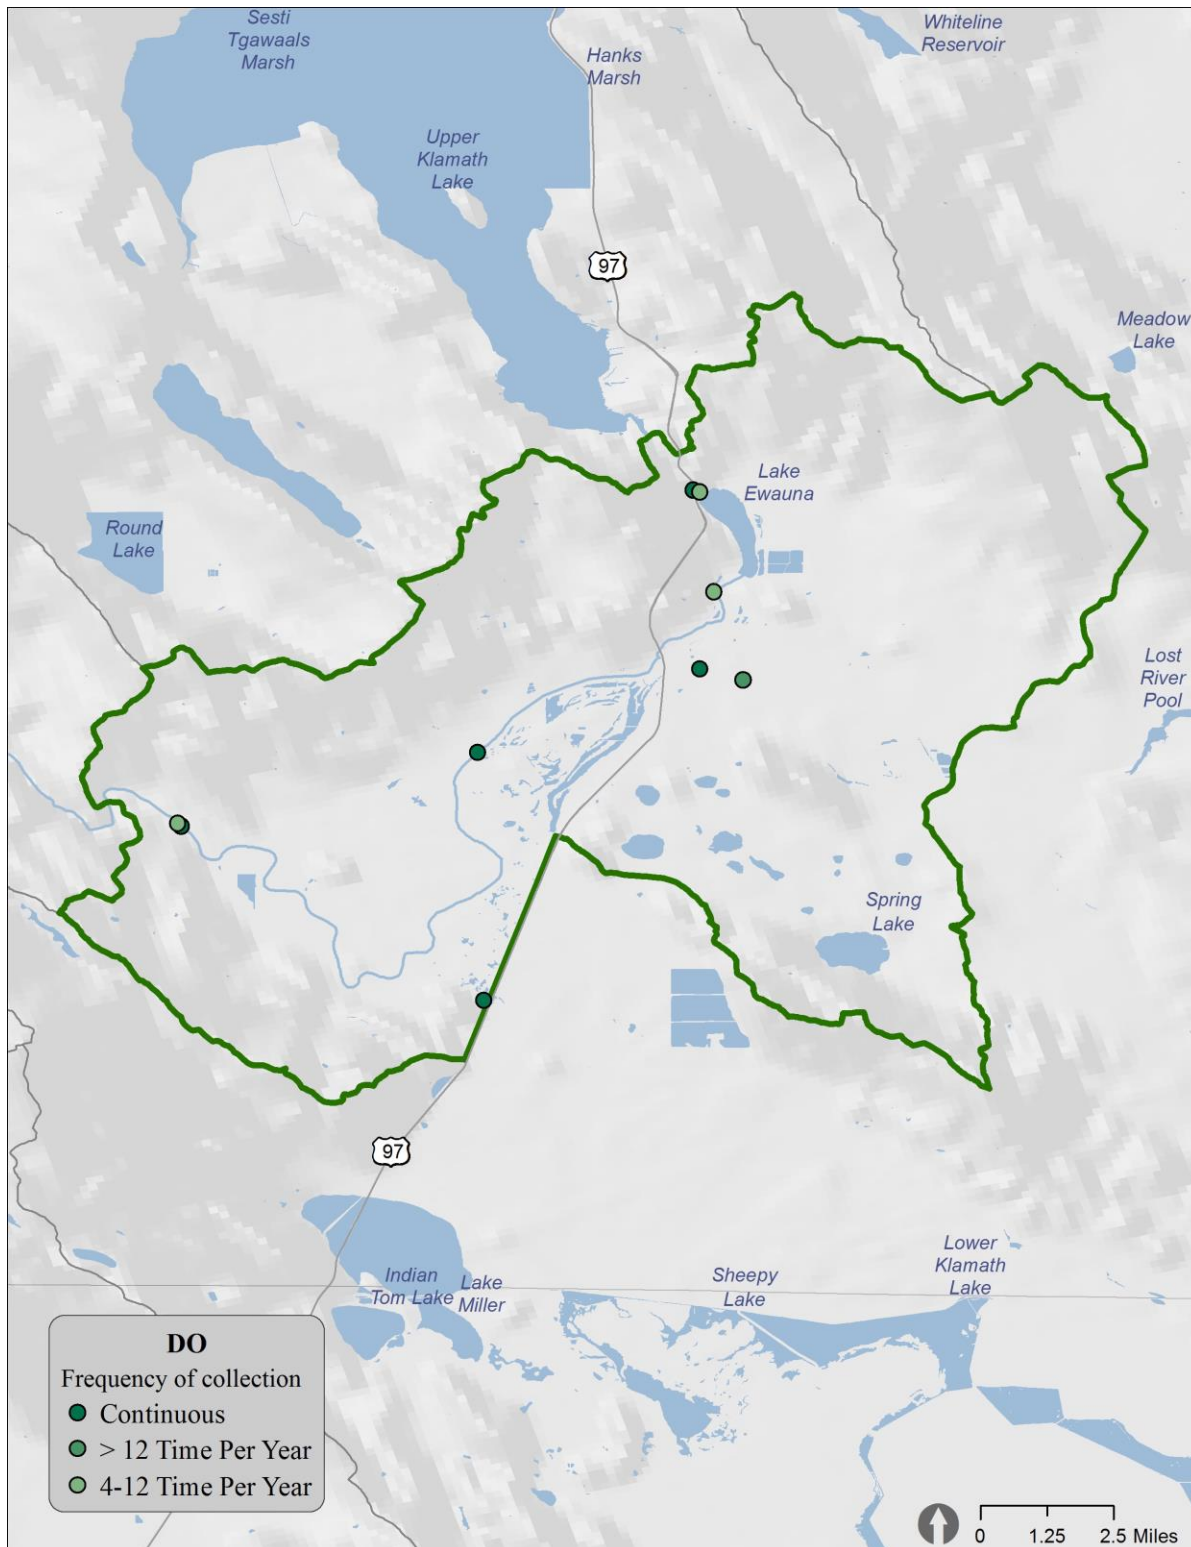 Sesti
Tgawaals
Marsh
Hanks
Marsh
Whiteline
Reservoir
Upper
Klamath
Lake
97
Meadow
Lake
Lake
Ewauna
Round
Lake
Lost
River
Pool
Spring
Lake
97
Indian
Tom Lake
Lake
Miller
Sheepy
Lake
Lower
Klamath
Lake
DO
Frequency of collection
Continuous
> 12 Time Per Year
4-12 Time Per Year
0 1.25 2.5 Miles